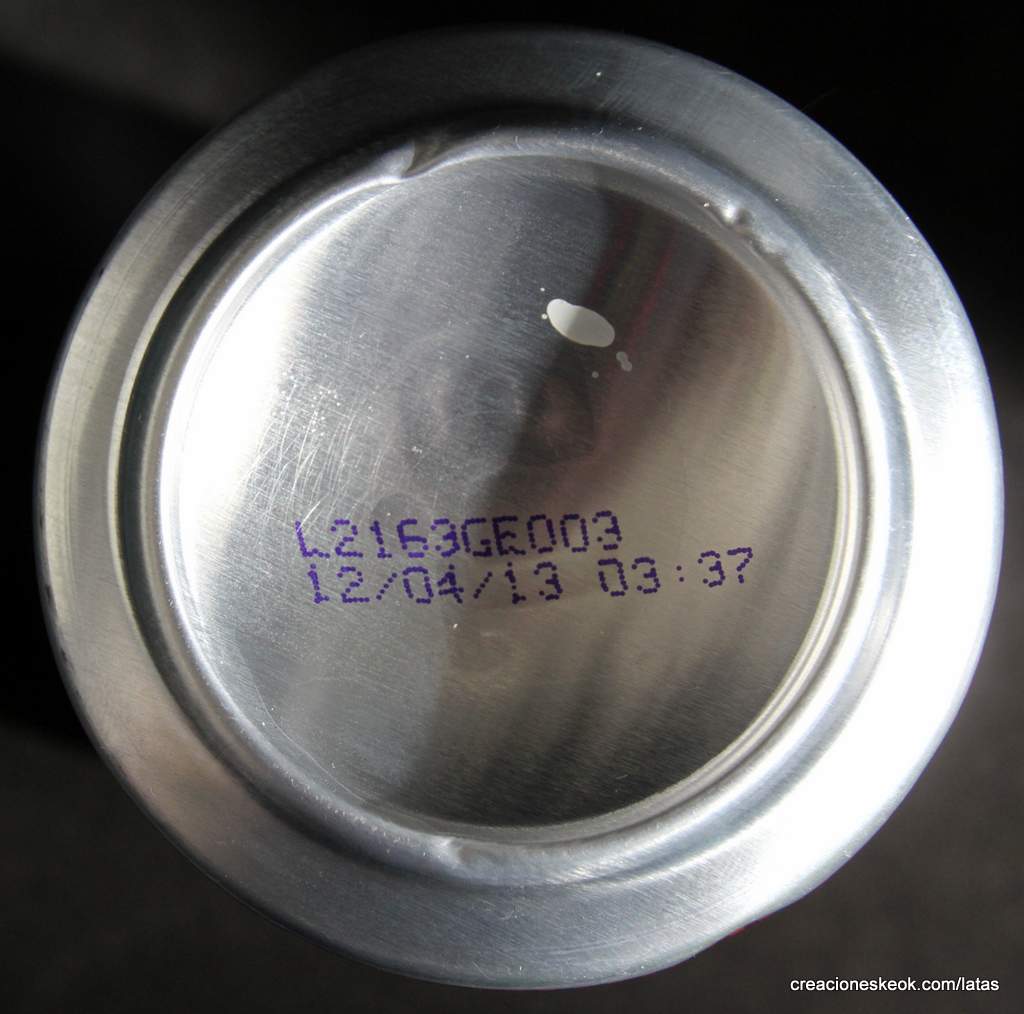 L2163GE003
12/04/13 03:37
creacioneskeok.com/latas